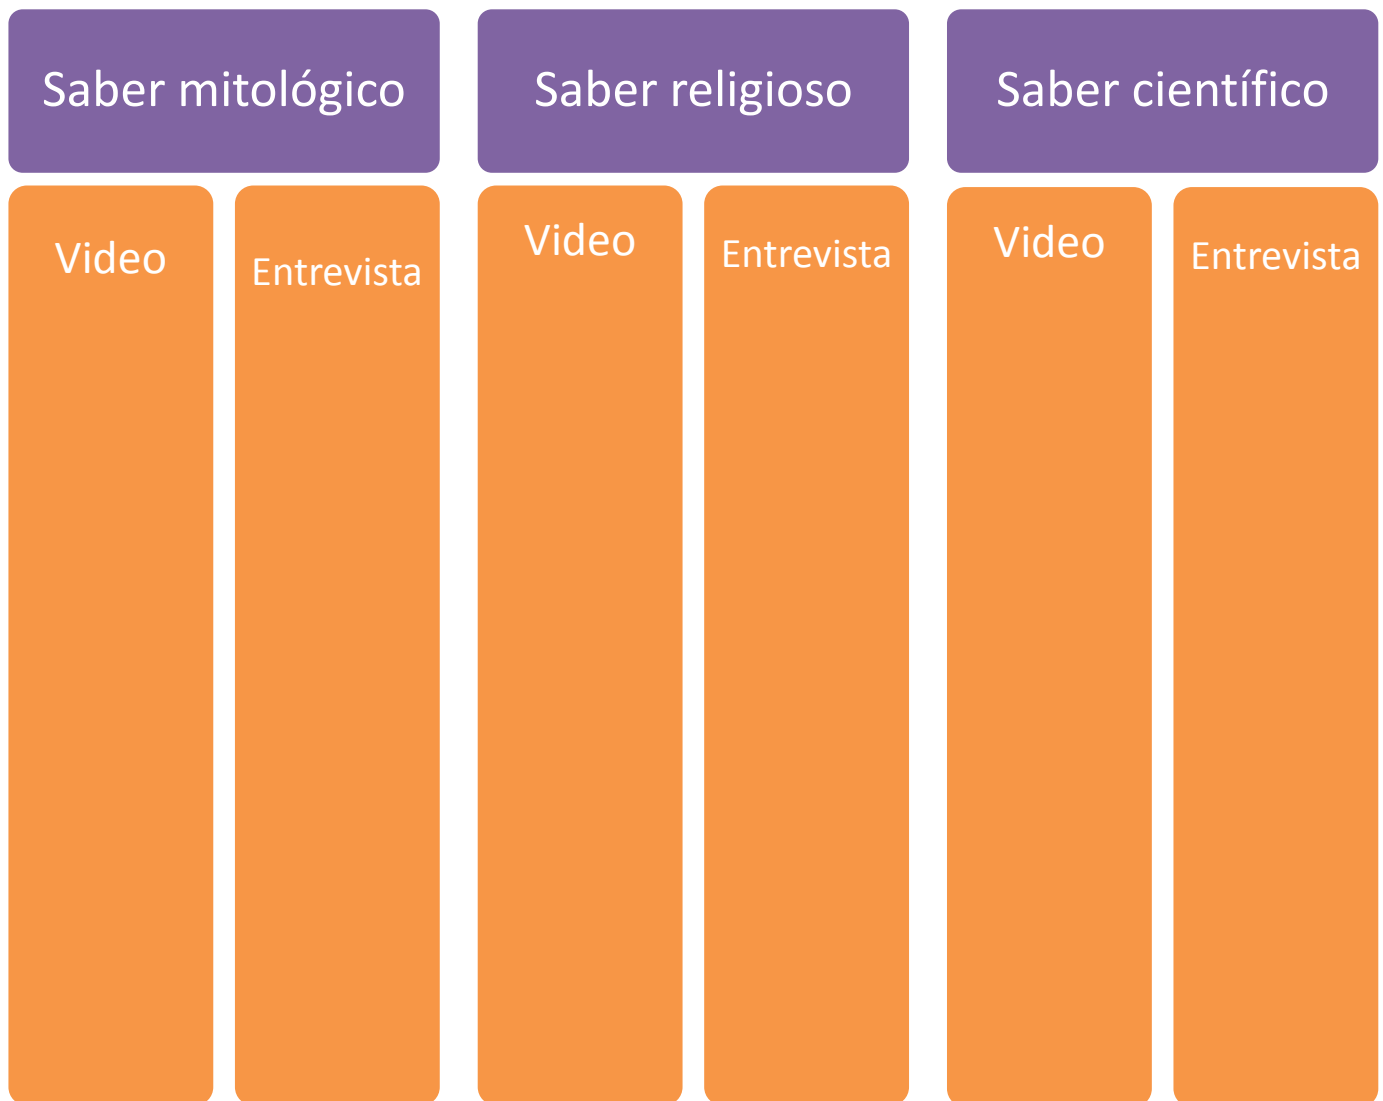 Saber mitológico
Saber religioso
Saber científico
Video
Entrevista
Video
Entrevista
Video
Entrevista